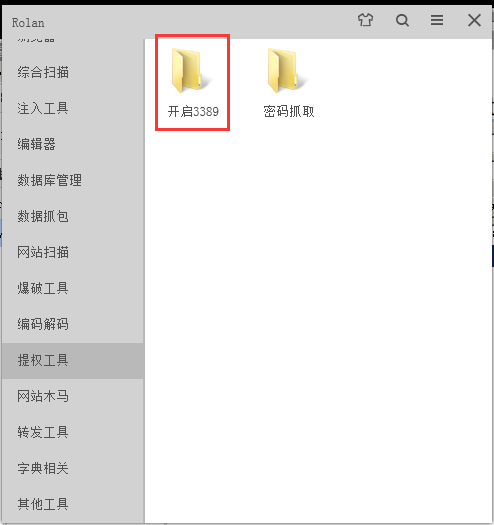 Rolan
浏览器
综合扫描
注入工具
编辑器
数据库管理
数据抓包
网站扫描
爆破工具
编码解码
提权工具
网站木马
转发工具
字典相关
其他工具
开启3389
密码抓取